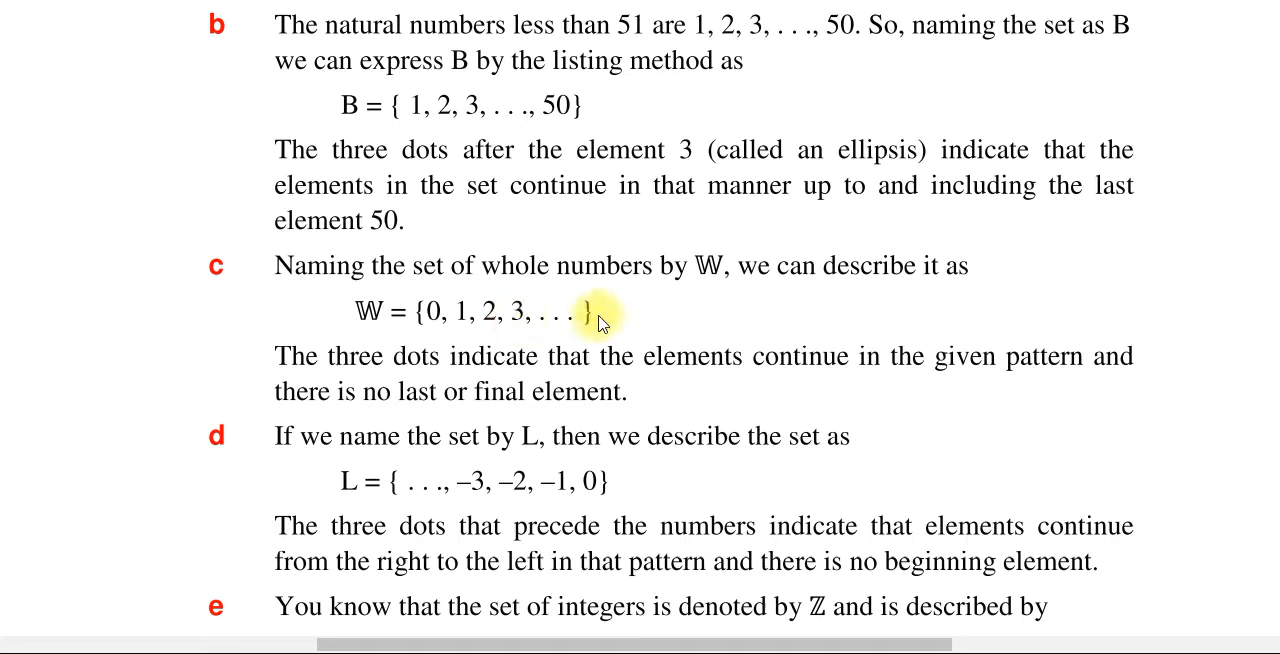 b The natural numbers less than 51 are 1, 2, 3, . . ., 50. So, naming the set as B
we can express B by the listing method as
B = { 1, 2, 3, . . ., 50}
The three dots after the element 3 (called an ellipsis) indicate that the
elements in the set continue in that manner up to and including the last
element 50.
c Naming the set of whole numbers by 𝕎, we can describe it as
𝕎 = {0, 1, 2, 3, . . . }
The three dots indicate that the elements continue in the given pattern and
there is no last or final element.
d If we name the set by L, then we describe the set as
L = { . . ., –3, –2, –1, 0}
The three dots that precede the numbers indicate that elements continue
from the right to the left in that pattern and there is no beginning element.
e You know that the set of integers is denoted by ℤ and is described by